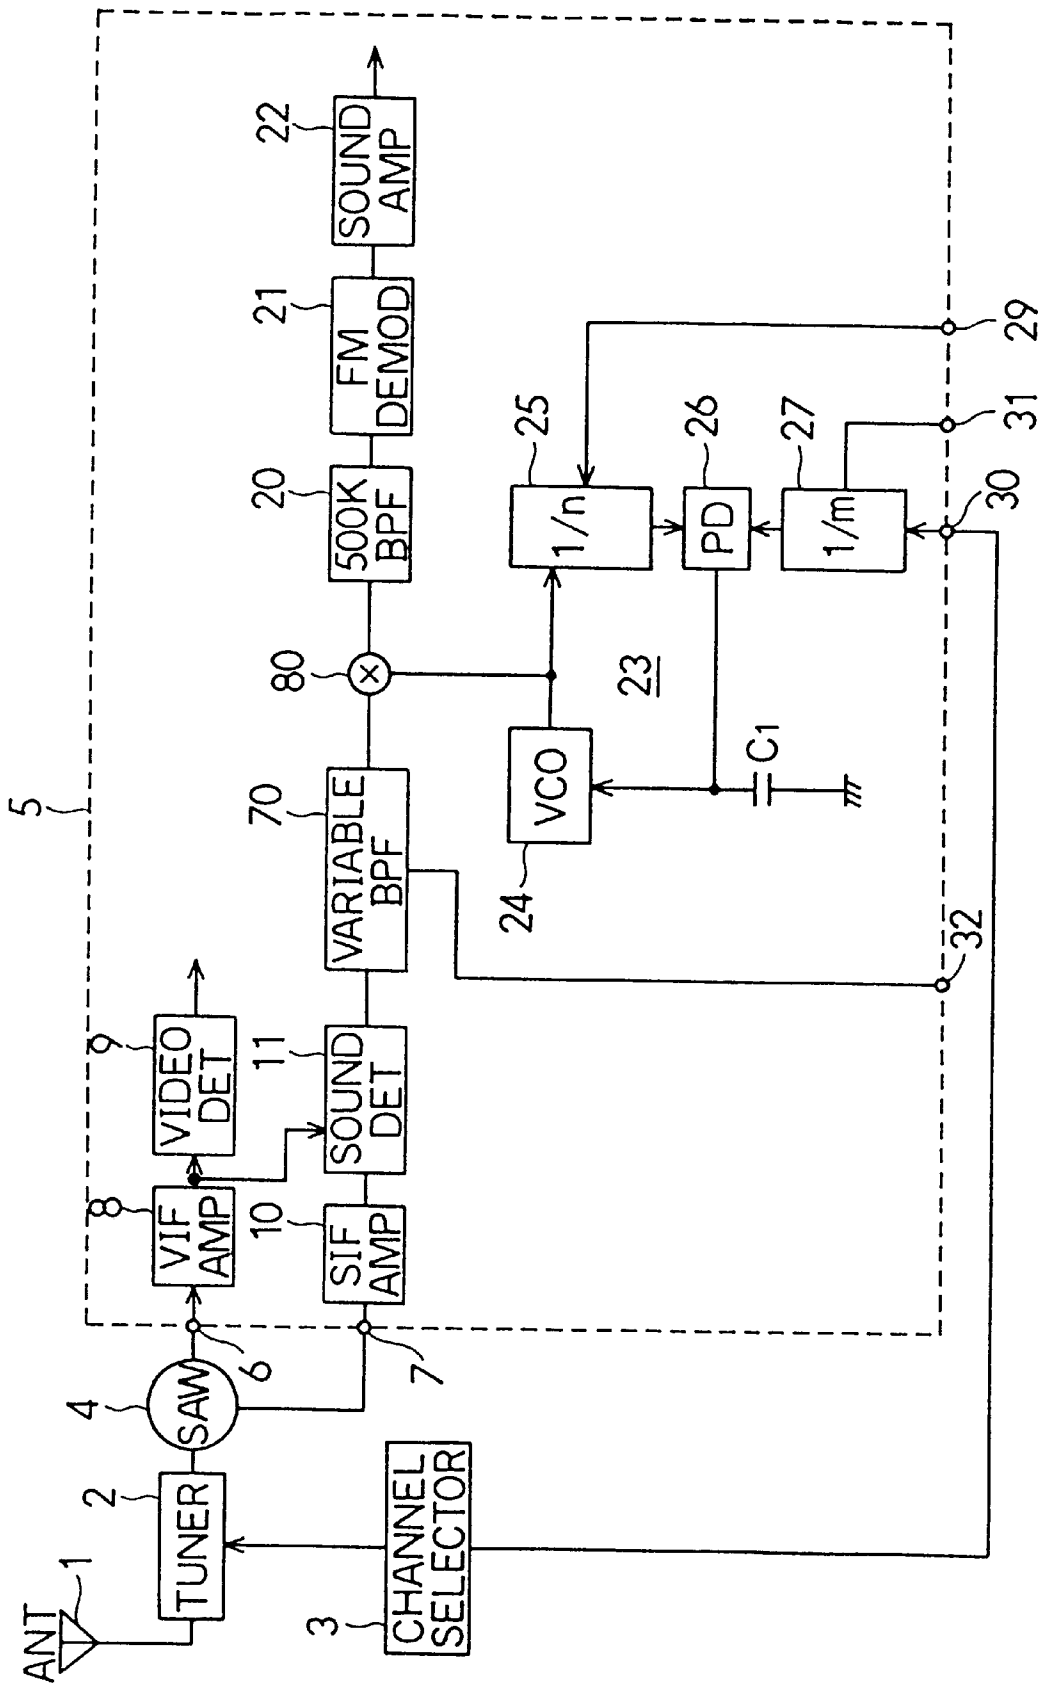 ANT
1
2
TUNER
3
CHANNEL
SELECTOR
4
SAW
5
6
7
8
VIF
AMP
9
VIDEO
DET
10
SIF
AMP
11
SOUND
DET
70
VARIABLE
BPF
80
×
20
500K
BPF
21
FM
DEMOD
22
SOUND
AMP
24
VCO
23
C1
25
1/n
26
PD
27
1/m
32
30
31
29